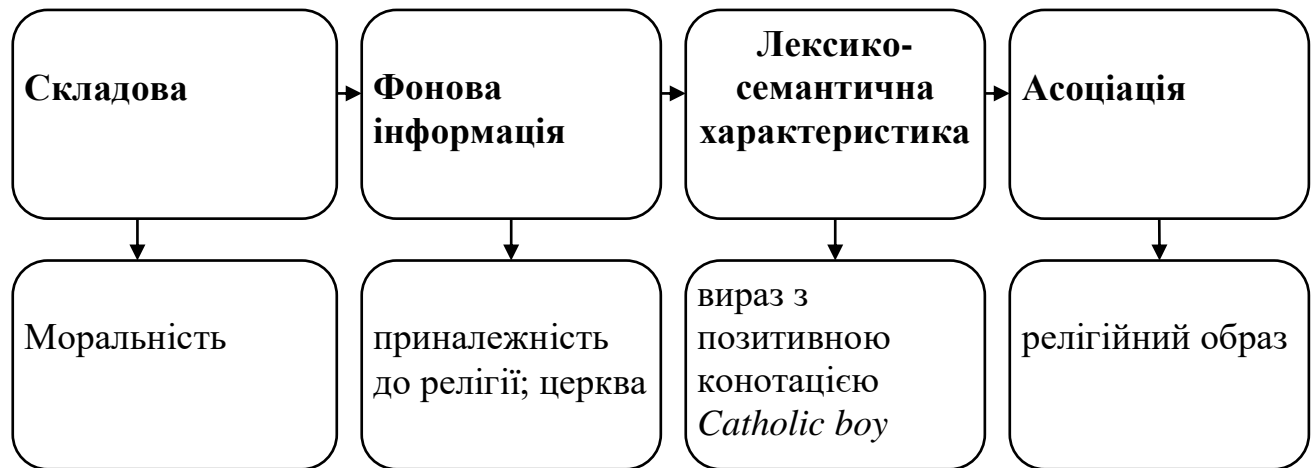 Складова
Фонова
інформація
Лексико-
семантична
характеристика
Асоціація
Моральність
приналежність
до релігії; церква
вираз з
позитивною
конотацією
Catholic boy
релігійний образ